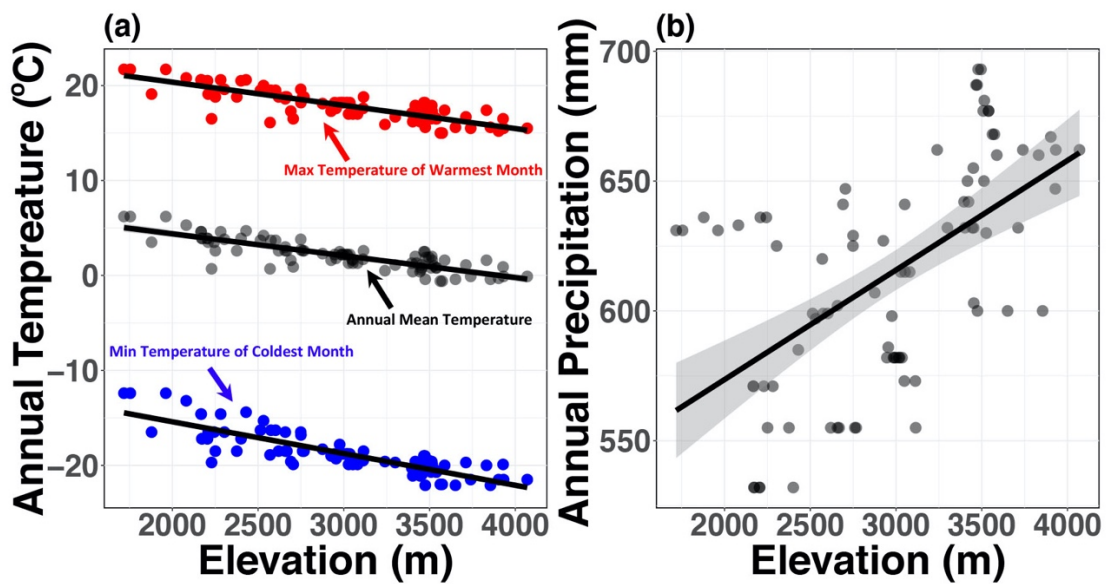 (a)
Annual Tempreature (ºC)
20
10
0
−10
−20
Max Temperature of Warmest Month
Annual Mean Temperature
Min Temperature of Coldest Month
2000 2500 3000 3500 4000
Elevation (m)
(b)
Annual Precipitation (mm)
700
650
600
550
2000 2500 3000 3500 4000
Elevation (m)